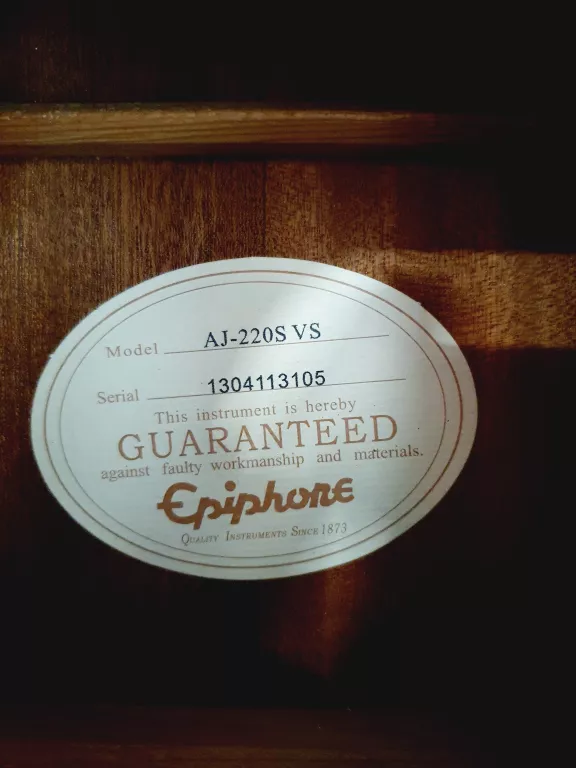 Model AJ-220S VS
Serial 1304113105
This instrument is hereby
GUARANTEED
against faulty workmanship and materials.
Epiphone
Quality Instruments Since 1873